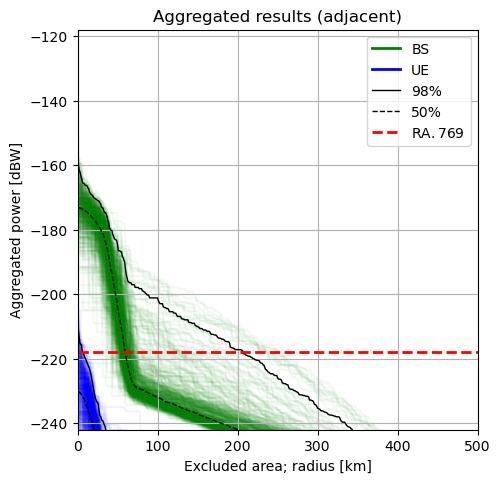 Aggregated results (adjacent)
BS
UE
98%
50%
RA. 769
Aggregated power [dBW]
−120
−140
−160
−180
−200
−220
−240
0 100 200 300 400 500
Excluded area; radius [km]